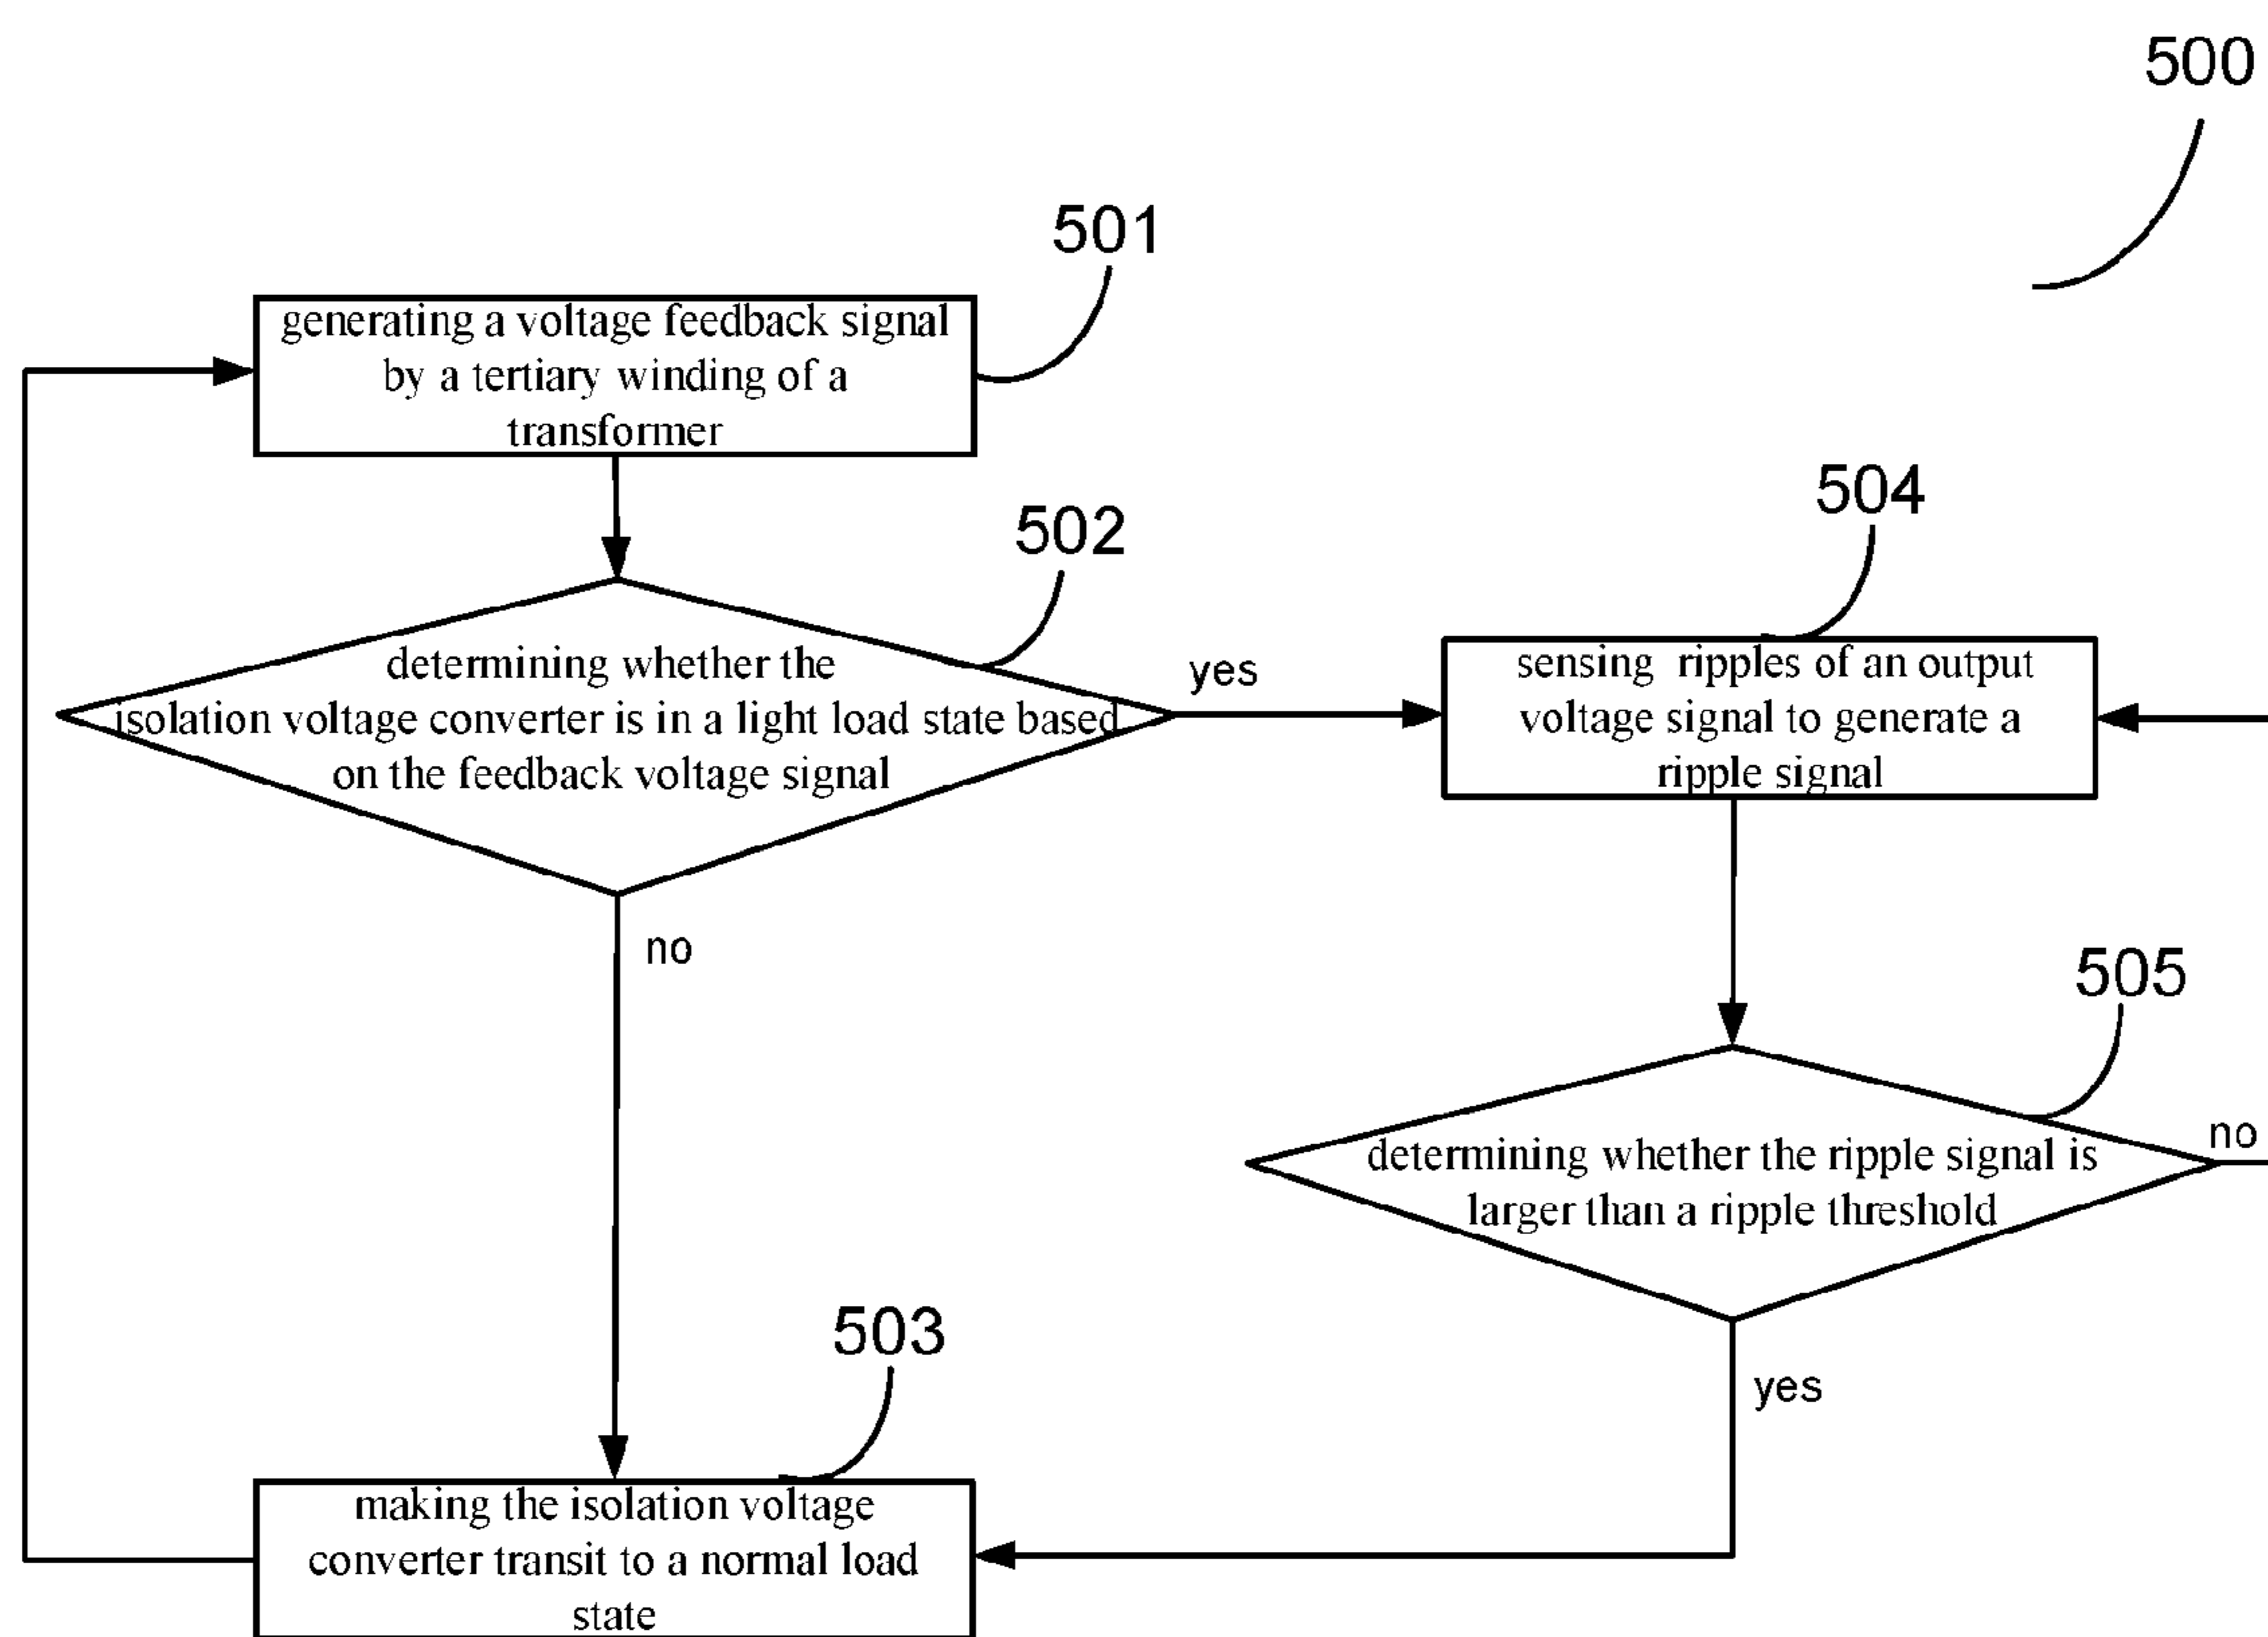 500
501
generating a voltage feedback signal
by a tertiary winding of a
transformer
502
determining whether the
isolation voltage converter is in a light load state based
on the feedback voltage signal
yes
no
504
sensing ripples of an output
voltage signal to generate a
ripple signal
505
determining whether the ripple signal is
larger than a ripple threshold
no
yes
503
making the isolation voltage
converter transit to a normal load
state